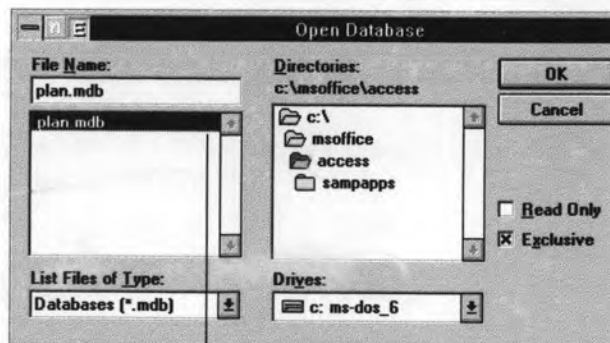 Open Database
File Name:
plan.mdb
plan.mdb
List Files of Type:
Databases (*.mdb)
Directories:
c:\msoffice\access
c:\
msoffice
access
sampapps
Drives:
c: ms-dos_6
OK
Cancel
Read Only
Exclusive